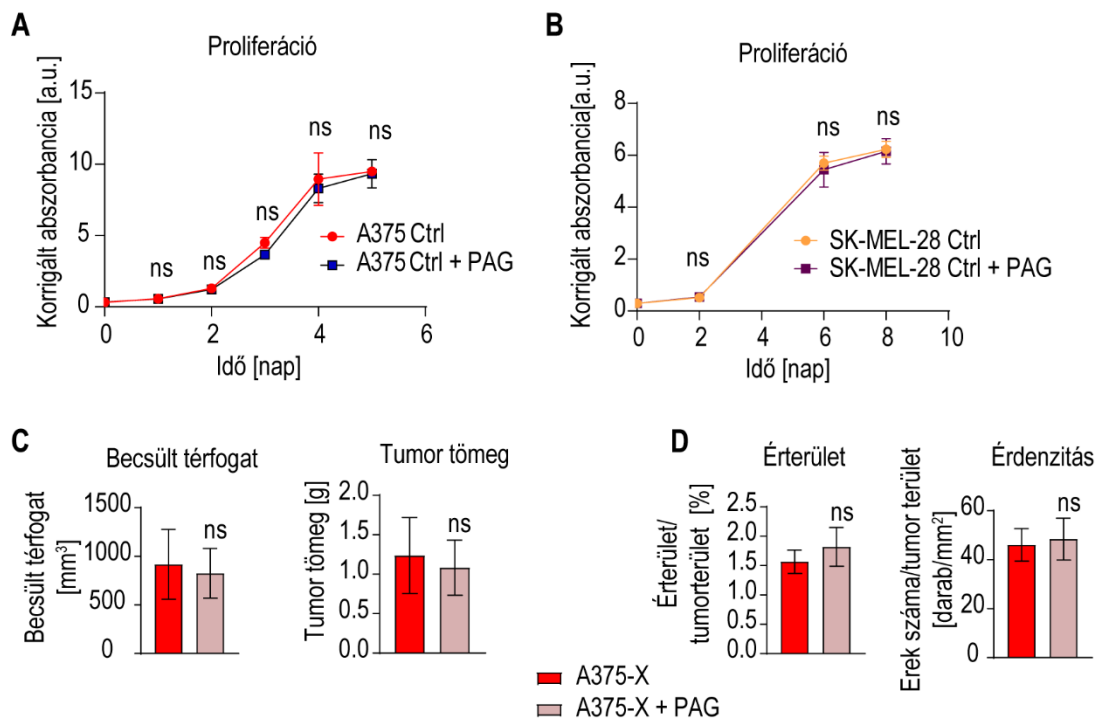 A
Proliferáció
Korrigált abszorbancia [a.u.]
15
10
5
0
0
2
4
6
ns
ns
ns
ns
ns
A375 Ctrl
A375 Ctrl + PAG
Idő [nap]
B
Proliferáció
Korrigált abszorbancia[a.u.]
8
6
4
2
0
0
2
4
6
8
10
ns
ns
ns
SK-MEL-28 Ctrl
SK-MEL-28 Ctrl + PAG
Idő [nap]
C
Becsült térfogat
Becsült térfogat
[mm³]
1500
1000
500
0
ns
Tumor tömeg
Tumor tömeg [g]
2.0
1.5
1.0
0.5
0.0
ns
D
Érterület
Érterület/
tumorterület [%]
2.5
2.0
1.5
1.0
0.5
0.0
ns
Érdenzitás
Erek száma/tumor terület
[darab/mm²]
60
40
20
0
ns
A375-X
A375-X + PAG